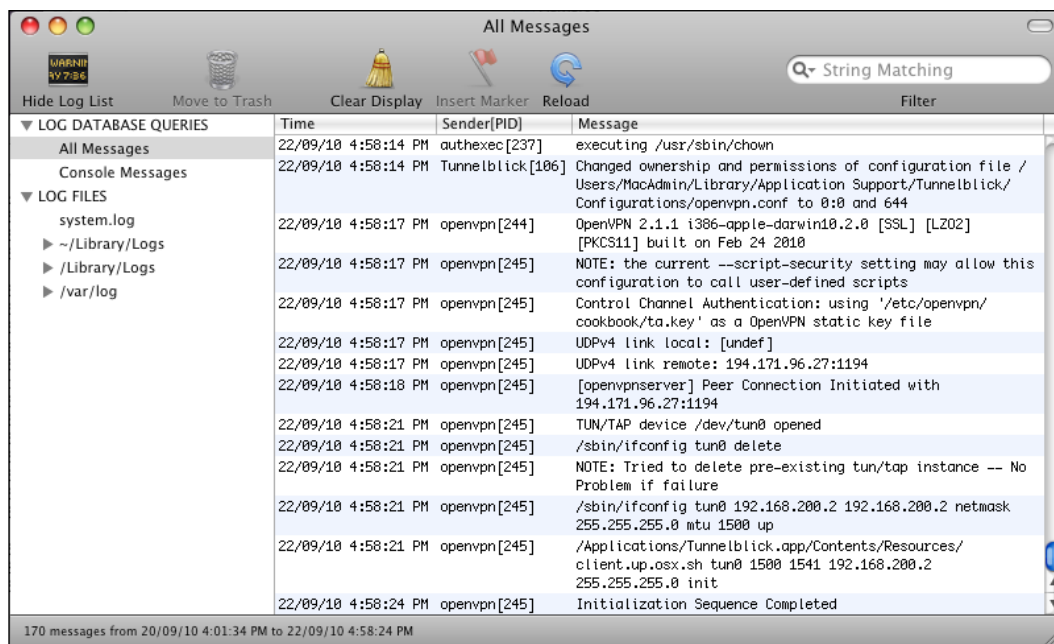 All Messages
WARNIN
AY 7:36
Hide Log List
Move to Trash
Clear Display
Insert Marker
Reload
String Matching
Filter
LOG DATABASE QUERIES
All Messages
Console Messages
LOG FILES
system.log
~/Library/Logs
/Library/Logs
/var/log
Time Sender[PID] Message
22/09/10 4:58:14 PM authexec[237] executing /usr/sbin/chown
22/09/10 4:58:14 PM Tunnelblick[106] Changed ownership and permissions of configuration file /
Users/MacAdmin/Library/Application Support/Tunnelblick/
Configurations/openvpn.conf to 0:0 and 644
22/09/10 4:58:17 PM openvpn[244] OpenVPN 2.1.1 i386-apple-darwin10.2.0 [SSL] [LZO2]
[PKCS11] built on Feb 24 2010
22/09/10 4:58:17 PM openvpn[245] NOTE: the current --script-security setting may allow this
configuration to call user-defined scripts
22/09/10 4:58:17 PM openvpn[245] Control Channel Authentication: using '/etc/openvpn/
cookbook/ta.key' as a OpenVPN static key file
22/09/10 4:58:17 PM openvpn[245] UDPv4 link local: [undef]
22/09/10 4:58:17 PM openvpn[245] UDPv4 link remote: 194.171.96.27:1194
22/09/10 4:58:18 PM openvpn[245] [openvpnserver] Peer Connection Initiated with
194.171.96.27:1194
22/09/10 4:58:21 PM openvpn[245] TUN/TAP device /dev/tun0 opened
22/09/10 4:58:21 PM openvpn[245] /sbin/ifconfig tun0 delete
22/09/10 4:58:21 PM openvpn[245] NOTE: Tried to delete pre-existing tun/tap instance -- No
Problem if failure
22/09/10 4:58:21 PM openvpn[245] /sbin/ifconfig tun0 192.168.200.2 192.168.200.2 netmask
255.255.255.0 mtu 1500 up
22/09/10 4:58:21 PM openvpn[245] /Applications/Tunnelblick.app/Contents/Resources/
client.up.osx.sh tun0 1500 1541 192.168.200.2
255.255.255.0 init
22/09/10 4:58:24 PM openvpn[245] Initialization Sequence Completed
170 messages from 20/09/10 4:01:34 PM to 22/09/10 4:58:24 PM